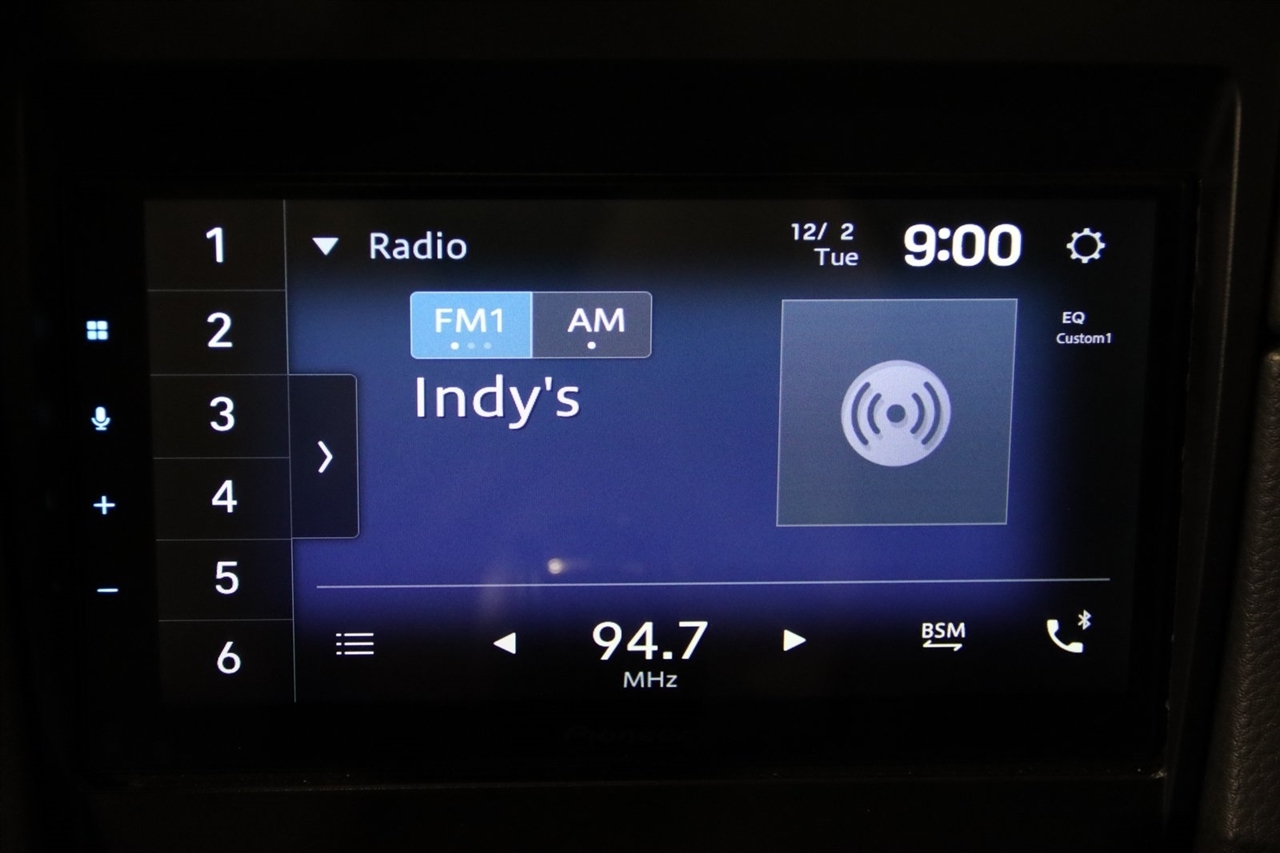 1
2
3
4
5
6
Radio
12/ 2
Tue
9:00
FM1
AM
EQ
Custom1
Indy's
94.7
MHz
BSM
Pioneer